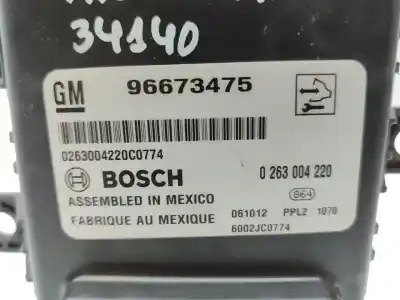 34140
GM 96673475
0263004220C0774
BOSCH 0 263 004 220
ASSEMBLED IN MEXICO 864
FABRIQUE AU MEXIQUE 061012 PPL2 1070
6002JC0774